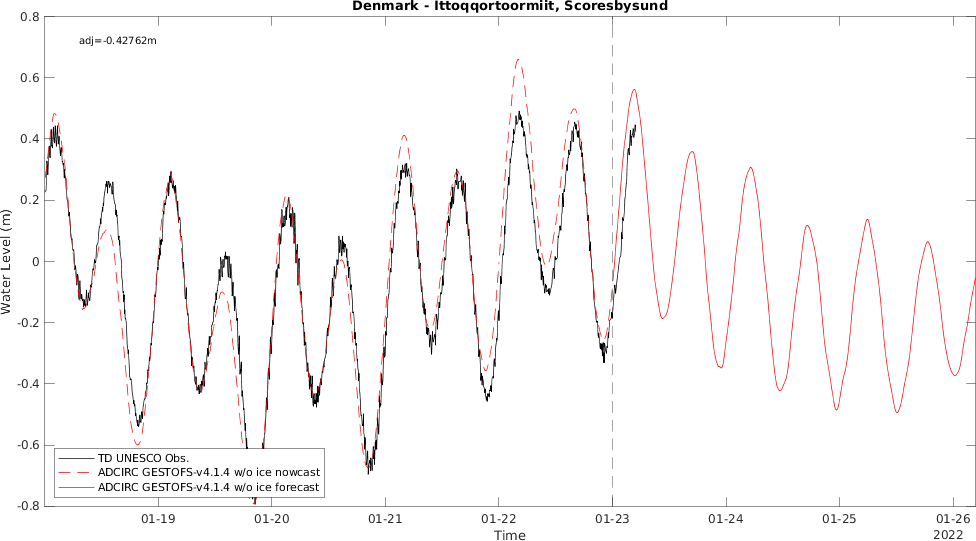 Denmark - Ittoqqortoormiit, Scoresbysund
adj=-0.42762m
0.8
0.6
0.4
0.2
0
-0.2
-0.4
-0.6
-0.8
Water Level (m)
TD UNESCO Obs.
ADCIRC GESTOFS-v4.1.4 w/o ice nowcast
ADCIRC GESTOFS-v4.1.4 w/o ice forecast
01-19
01-20
01-21
01-22
01-23
01-24
01-25
01-26
Time
2022